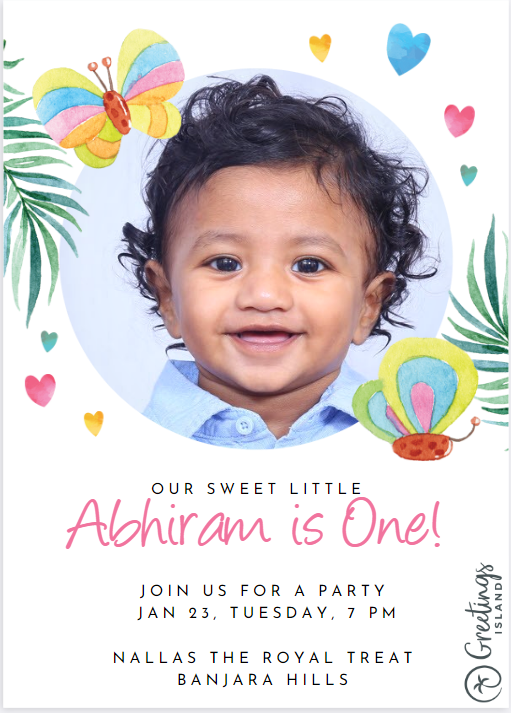 OUR SWEET LITTLE
Abhiram is One!
JOIN US FOR A PARTY
JAN 23, TUESDAY, 7 PM
NALLAS THE ROYAL TREAT
BANJARA HILLS
Greetings
ISLAND